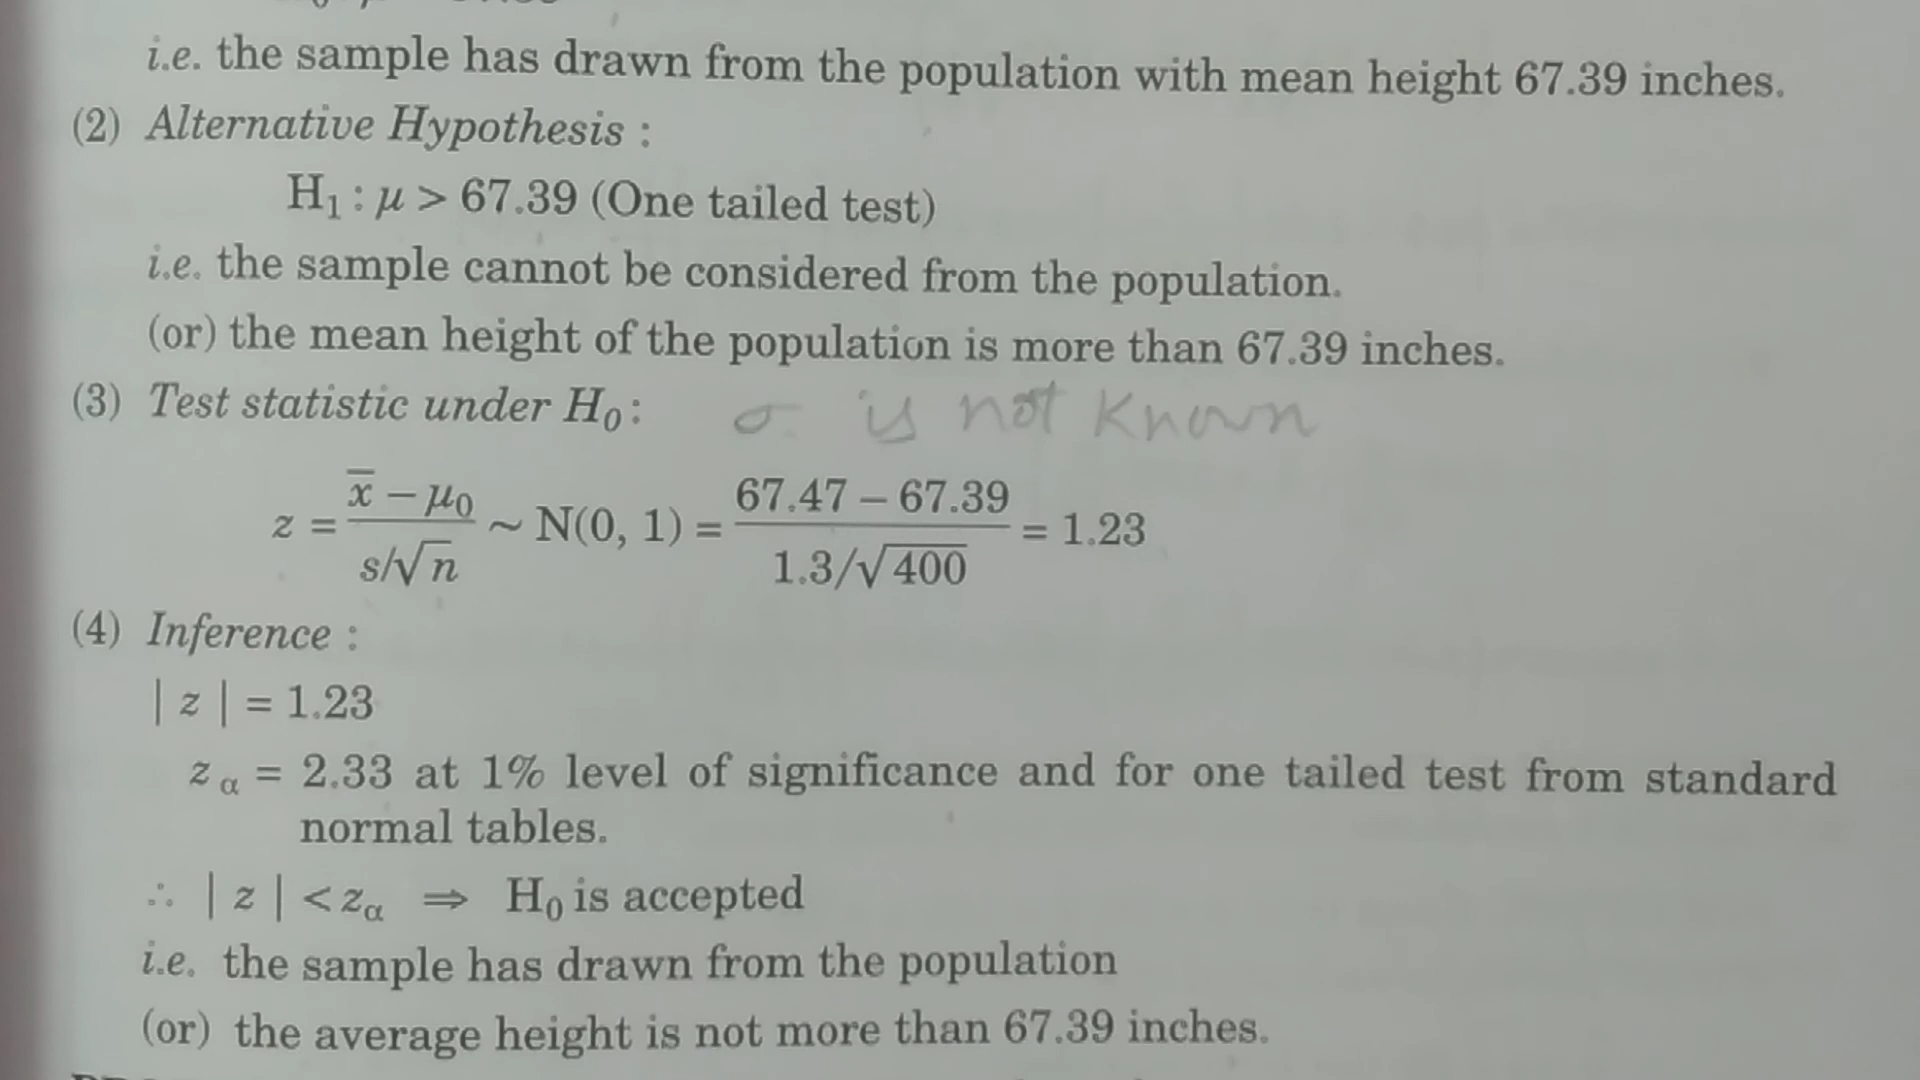 i.e. the sample has drawn from the population with mean height 67.39 inches.
(2) Alternative Hypothesis :
H₁ : μ > 67.39 (One tailed test)
i.e. the sample cannot be considered from the population.
(or) the mean height of the population is more than 67.39 inches.
(3) Test statistic under H₀ : σ is not known
z = (x̄ – μ₀)/(s/√n) ~ N(0, 1) = (67.47 – 67.39)/(1.3/√400) = 1.23
(4) Inference :
| z | = 1.23
z α = 2.33 at 1% level of significance and for one tailed test from standard
normal tables.
∴ | z | < zα ⇒ H₀ is accepted
i.e. the sample has drawn from the population
(or) the average height is not more than 67.39 inches.